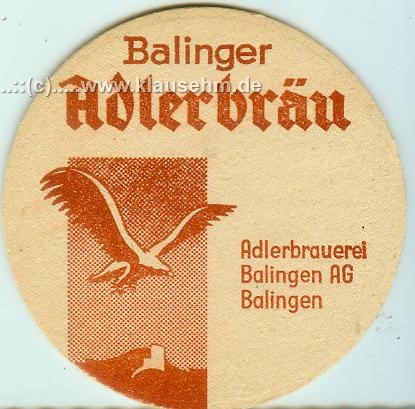 Balinger
..::(c):.... www.klausehm.de
Adlerbräu
Adlerbrauerei
Balingen AG
Balingen